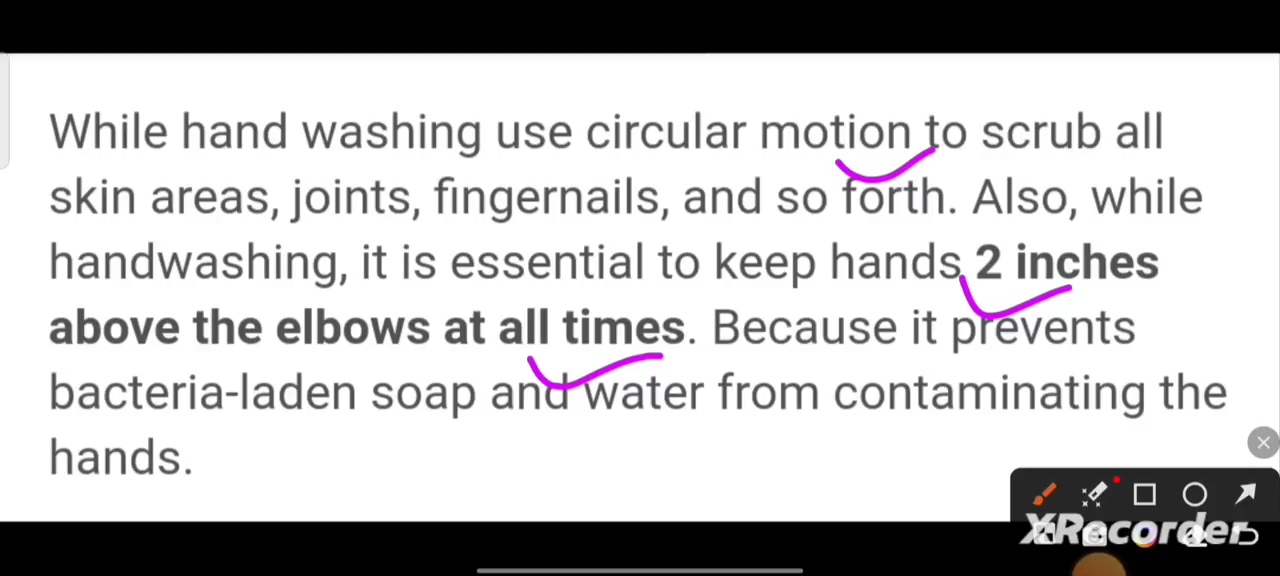 While hand washing use circular motion to scrub all
skin areas, joints, fingernails, and so forth. Also, while
handwashing, it is essential to keep hands 2 inches
above the elbows at all times. Because it prevents
bacteria-laden soap and water from contaminating the
hands.
XRecorder